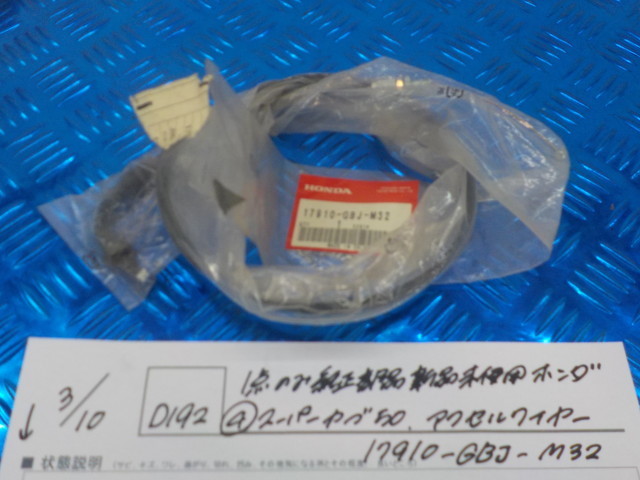 HONDA
17910-GBJ-M32
3/10
D192
1点のみ純正部品新品未使用ホンダ
④スーパーカブ50.アクセルワイヤー
17910-GBJ-M32
■ 状態説明